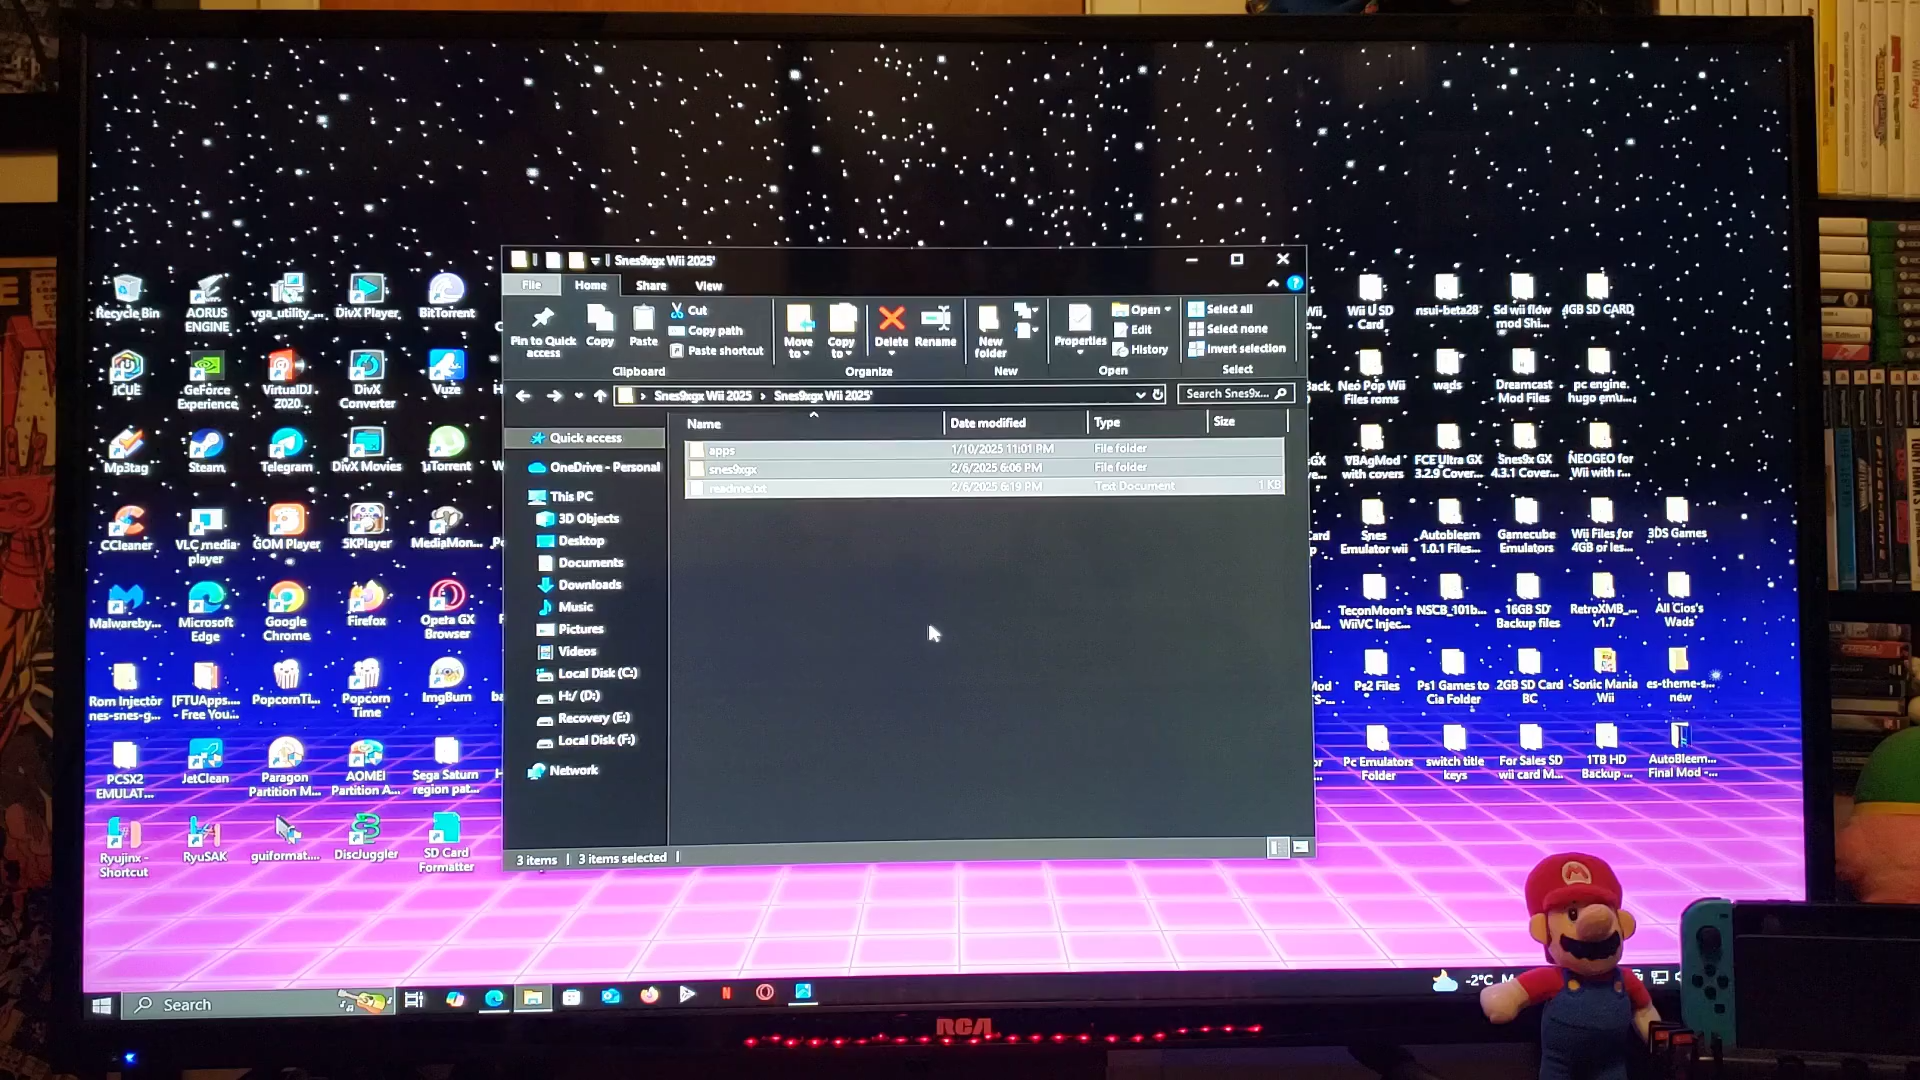 Snes9xgx Wii 2025'
File Home Share View
Pin to Quick access
Copy
Paste
Cut
Copy path
Paste shortcut
Move to
Copy to
Delete
Rename
New folder
Properties
Open
Edit
History
Select all
Select none
Invert selection
Clipboard Organize New Open Select
Snes9xgx Wii 2025 > Snes9xgx Wii 2025'
Search Snes9x...
Name Date modified Type Size
apps 1/10/2025 11:01 PM File folder
snes9xgx 2/6/2025 6:06 PM File folder
readme.txt 2/6/2025 6:19 PM Text Document 1 KB
Quick access
OneDrive - Personal
This PC
3D Objects
Desktop
Documents
Downloads
Music
Pictures
Videos
Local Disk (C:)
H:/ (D:)
Recovery (E:)
Local Disk (F:)
Network
3 items 3 items selected
Recycle Bin
AORUS ENGINE
vga_utility_...
DivX Player
BitTorrent
iCUE
GeForce Experience
VirtualDJ 2020
DivX Converter
Vuze
Mp3tag
Steam
Telegram
DivX Movies
µTorrent
CCleaner
VLC media player
GOM Player
5KPlayer
MediaMon...
Malwareby...
Microsoft Edge
Google Chrome
Firefox
Opera GX Browser
Rom Injector nes-snes-g...
[FTUApps.... - Free You...
PopcornTi...
Popcorn Time
ImgBurn
PCSX2 EMULAT...
JetClean
Paragon Partition M...
AOMEI Partition A...
Sega Saturn region pat...
Ryujinx - Shortcut
RyuSAK
guiformat....
DiscJuggler
SD Card Formatter
Wii U SD Card
nsui-beta28'
Sd wii fldw mod Shi...
4GB SD CARD
Neo Pop Wii Files roms
wads
Dreamcast Mod Files
pc engine. hugo emu...
VBAgMod with covers
FCE Ultra GX 3.2.9 Cover...
Snes9x GX 4.3.1 Cover...
NEOGEO for Wii with r...
Snes Emulator wii
Autobleem 1.0.1 Files...
Gamecube Emulators
Wii Files for 4GB or les...
3DS Games
TeconMoon's WiiVC Injec...
NSCB_101b...
16GB SD' Backup files
RetroXMB_... v1.7
All Cios's Wads'
Ps2 Files
Ps1 Games to Cia Folder
2GB SD Card BC
Sonic Mania Wii
es-theme-s... new
Pc Emulators Folder
switch title keys
For Sales SD wii card M...
1TB HD Backup ...
AutoBleem... Final Mod -...
Search
-2°C
RCA